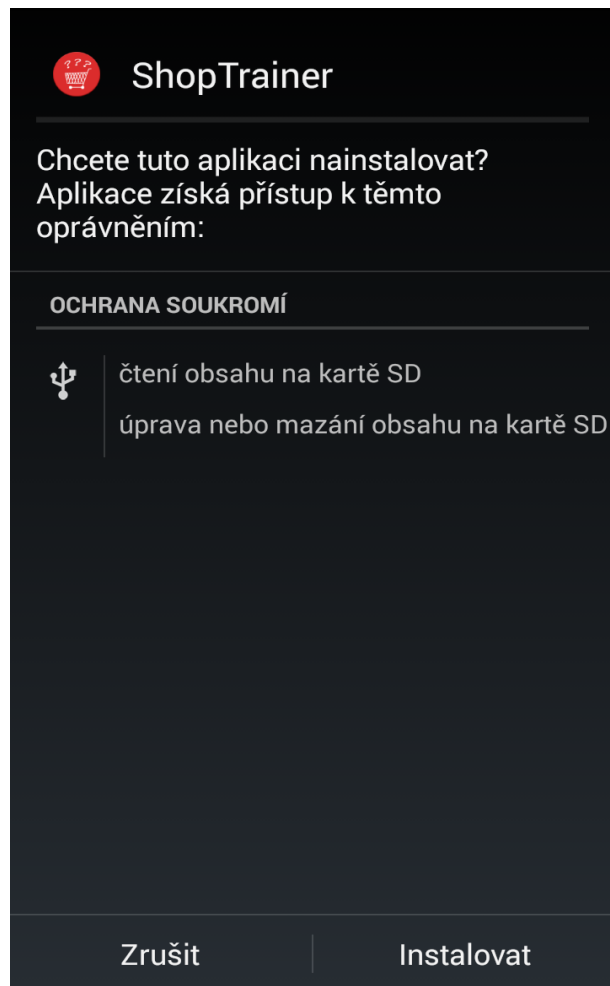 ???
ShopTrainer
Chcete tuto aplikaci nainstalovat?
Aplikace získá přístup k těmto
oprávněním:
OCHRANA SOUKROMÍ
čtení obsahu na kartě SD
úprava nebo mazání obsahu na kartě SD
Zrušit
Instalovat